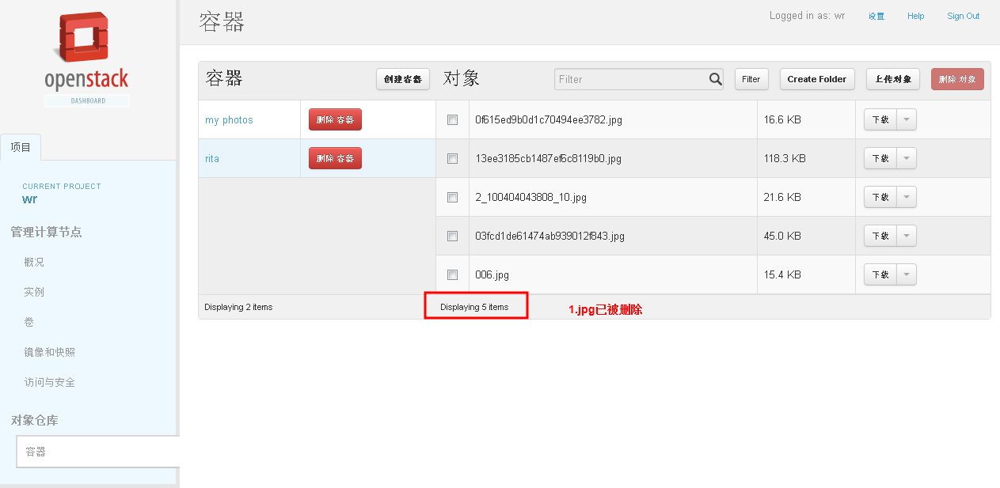 openstack
DASHBOARD
项目
CURRENT PROJECT
wr
管理计算节点
概况
实例
卷
镜像和快照
访问与安全
对象仓库
容器
容器
Logged in as: wr 设置 Help Sign Out
容器 创建容器 对象 Filter Filter Create Folder 上传对象 删除 对象
my photos 删除 容器
rita 删除 容器
0f615ed9b0d1c70494ee3782.jpg 16.6 KB 下载
13ee3185cb1487ef6c8119b0.jpg 118.3 KB 下载
2_100404043808_10.jpg 21.6 KB 下载
03fcd1de61474ab939012f843.jpg 45.0 KB 下载
006.jpg 15.4 KB 下载
Displaying 2 items
Displaying 5 items
1.jpg已被删除